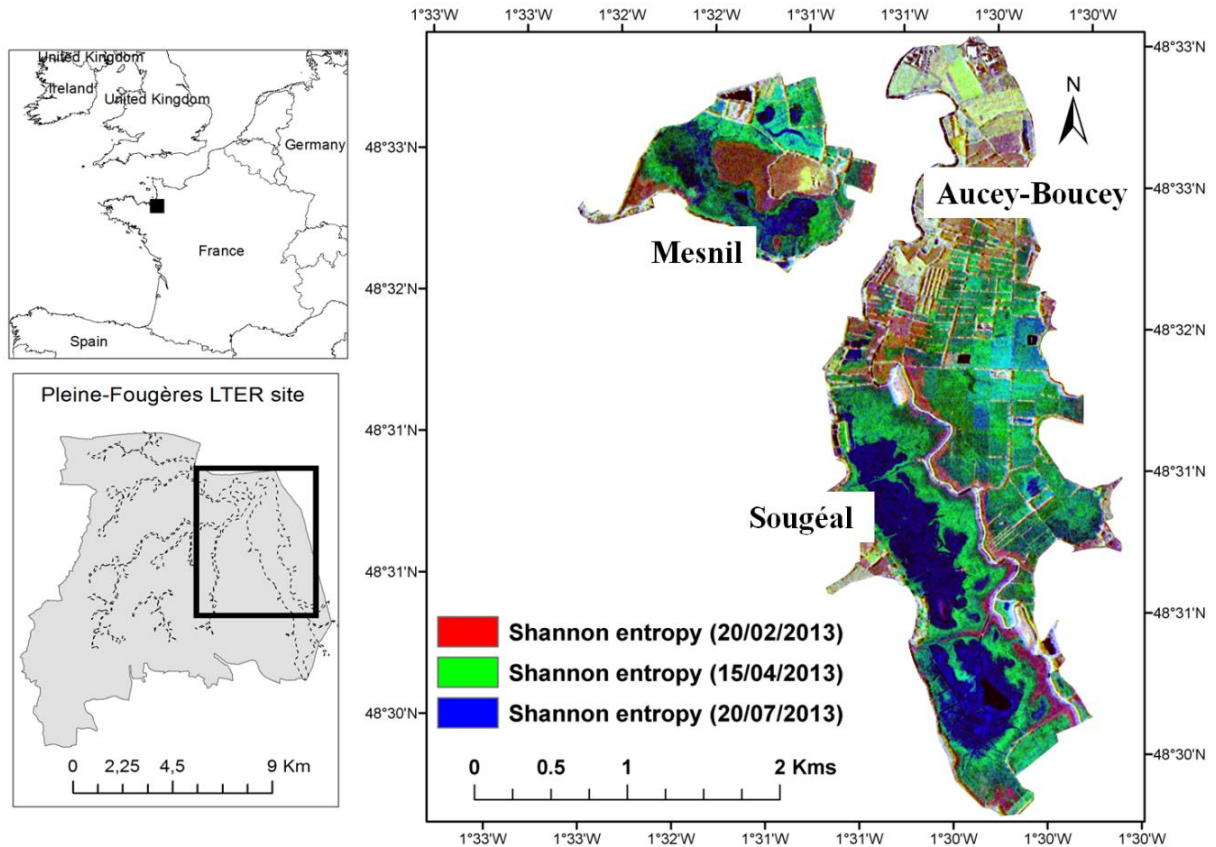 United Kingdom
Ireland
United Kingdom
Germany
France
Spain
Pleine-Fougères LTER site
0 2,25 4,5 9 Km
1°33'W 1°33'W 1°32'W 1°31'W 1°31'W 1°30'W 1°30'W
48°33'N
48°33'N
48°32'N
48°31'N
48°31'N
48°30'N
N
Aucey-Boucey
Mesnil
Sougéal
Shannon entropy (20/02/2013)
Shannon entropy (15/04/2013)
Shannon entropy (20/07/2013)
0 0.5 1 2 Kms
48°33'N
48°33'N
48°32'N
48°31'N
48°31'N
48°30'N
1°33'W 1°33'W 1°32'W 1°31'W 1°31'W 1°30'W 1°30'W 1°30'W